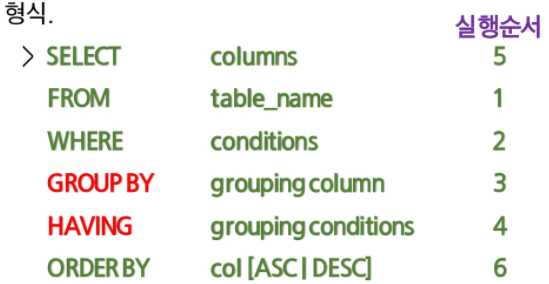 형식.
실행순서
> SELECT columns 5
FROM table_name 1
WHERE conditions 2
GROUP BY grouping column 3
HAVING grouping conditions 4
ORDER BY col [ASC | DESC] 6